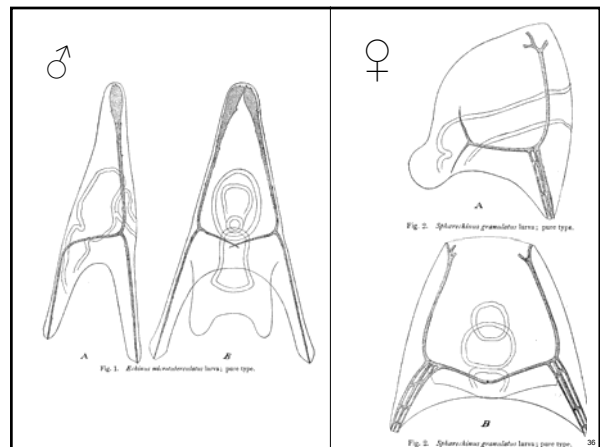 ♂
A
B
Fig. 1. Echinus microtuberculatus larva; pure type.
♀
A
Fig. 2. Sphaerechinus granulatus larva; pure type.
B
Fig. 2. Sphaerechinus granulatus larva; pure type.
36